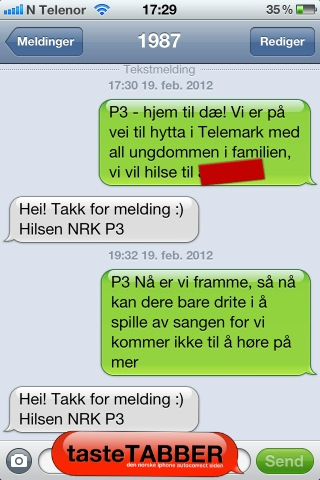 N Telenor 17:29 35 %
Meldinger 1987 Rediger
Tekstmelding
17:30 19. feb. 2012
P3 - hjem til dæ! Vi er på
vei til hytta i Telemark med
all ungdommen i familien,
vi vil hilse til
Hei! Takk for melding :)
Hilsen NRK P3
19:32 19. feb. 2012
P3 Nå er vi framme, så nå
kan dere bare drite i å
spille av sangen for vi
kommer ikke til å høre på
mer
Hei! Takk for melding :)
Hilsen NRK P3
tasteTABBER
den norske iphone autocorrect siden
Send